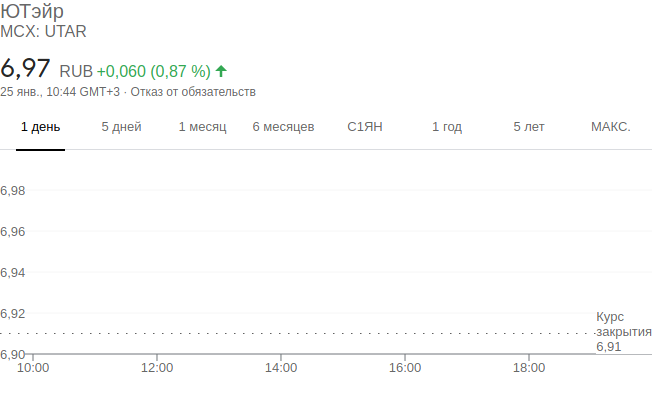 ЮТэйр
MCX: UTAR
6,97 RUB +0,060 (0,87 %)
25 янв., 10:44 GMT+3 · Отказ от обязательств
1 день 5 дней 1 месяц 6 месяцев С1ЯН 1 год 5 лет МАКС.
6,98
6,96
6,94
6,92
Курс
закрытия
6,91
6,90
10:00 12:00 14:00 16:00 18:00